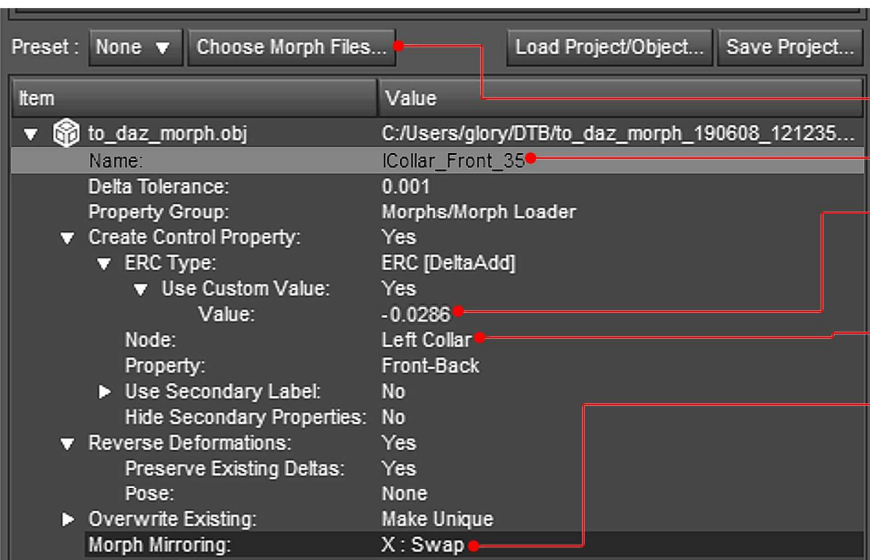 Preset : None ▼ Choose Morph Files... Load Project/Object... Save Project...
Item Value
to_daz_morph.obj C:/Users/glory/DTB/to_daz_morph_190608_121235...
Name: lCollar_Front_35
Delta Tolerance: 0.001
Property Group: Morphs/Morph Loader
Create Control Property: Yes
ERC Type: ERC [DeltaAdd]
Use Custom Value: Yes
Value: -0.0286
Node: Left Collar
Property: Front-Back
Use Secondary Label: No
Hide Secondary Properties: No
Reverse Deformations: Yes
Preserve Existing Deltas: Yes
Pose: None
Overwrite Existing: Make Unique
Morph Mirroring: X : Swap